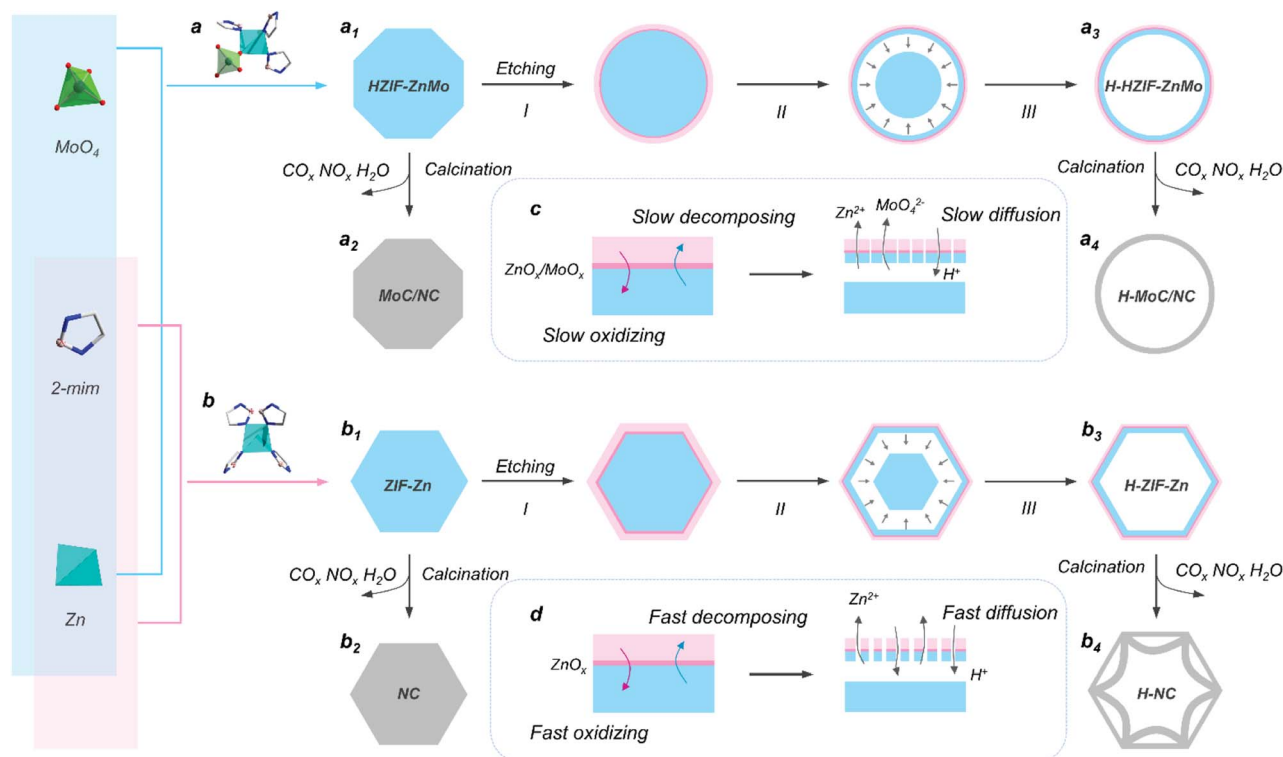 MoO4
2-mim
Zn
a
a1
HZIF-ZnMo
Etching
I
II
III
a3
H-HZIF-ZnMo
COx NOx H2O
Calcination
Calcination
COx NOx H2O
a2
MoC/NC
c
Slow decomposing
ZnOx/MoOx
Slow oxidizing
Zn2+
MoO42-
Slow diffusion
H+
a4
H-MoC/NC
b
b1
ZIF-Zn
Etching
I
II
III
b3
H-ZIF-Zn
COx NOx H2O
Calcination
Calcination
COx NOx H2O
b2
NC
d
Fast decomposing
ZnOx
Fast oxidizing
Zn2+
Fast diffusion
H+
b4
H-NC